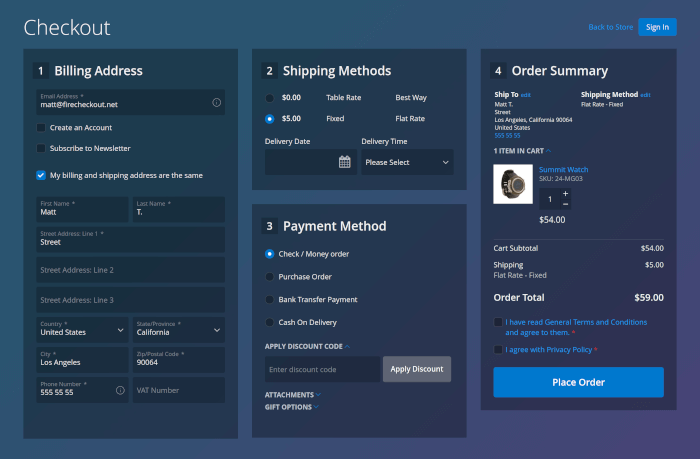 Checkout
Back to Store
Sign In
1 Billing Address
Email Address *
matt@firecheckout.net
Create an Account
Subscribe to Newsletter
My billing and shipping address are the same
First Name *
Matt
Last Name *
T.
Street Address: Line 1 *
Street
Street Address: Line 2
Street Address: Line 3
Country *
United States
State/Province *
California
City *
Los Angeles
Zip/Postal Code *
90064
Phone Number *
555 55 55
VAT Number
2 Shipping Methods
$0.00 Table Rate Best Way
$5.00 Fixed Flat Rate
Delivery Date
Delivery Time
Please Select
3 Payment Method
Check / Money order
Purchase Order
Bank Transfer Payment
Cash On Delivery
APPLY DISCOUNT CODE
Enter discount code
Apply Discount
ATTACHMENTS
GIFT OPTIONS
4 Order Summary
Ship To edit
Matt T.
Street
Los Angeles, California 90064
United States
555 55 55
Shipping Method edit
Flat Rate - Fixed
1 ITEM IN CART
Summit Watch
SKU: 24-MG03
1 + −
$54.00
Cart Subtotal $54.00
Shipping $5.00
Flat Rate - Fixed
Order Total $59.00
I have read General Terms and Conditions
and agree to them. *
I agree with Privacy Policy *
Place Order